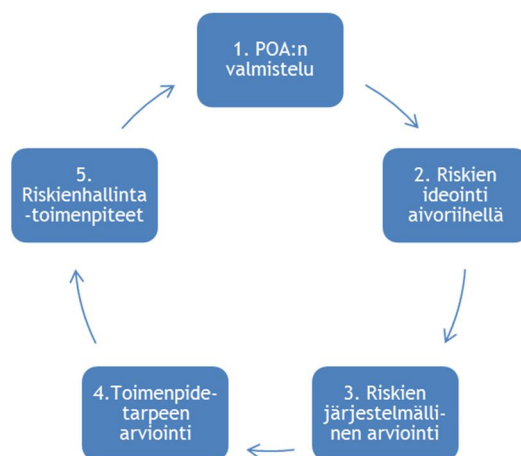 1. POA:n
valmistelu
2. Riskien
ideointi
aivoriihellä
3. Riskien
järjestelmälli-
nen arviointi
4.Toimenpide-
tarpeen
arviointi
5.
Riskienhallinta
-toimenpiteet